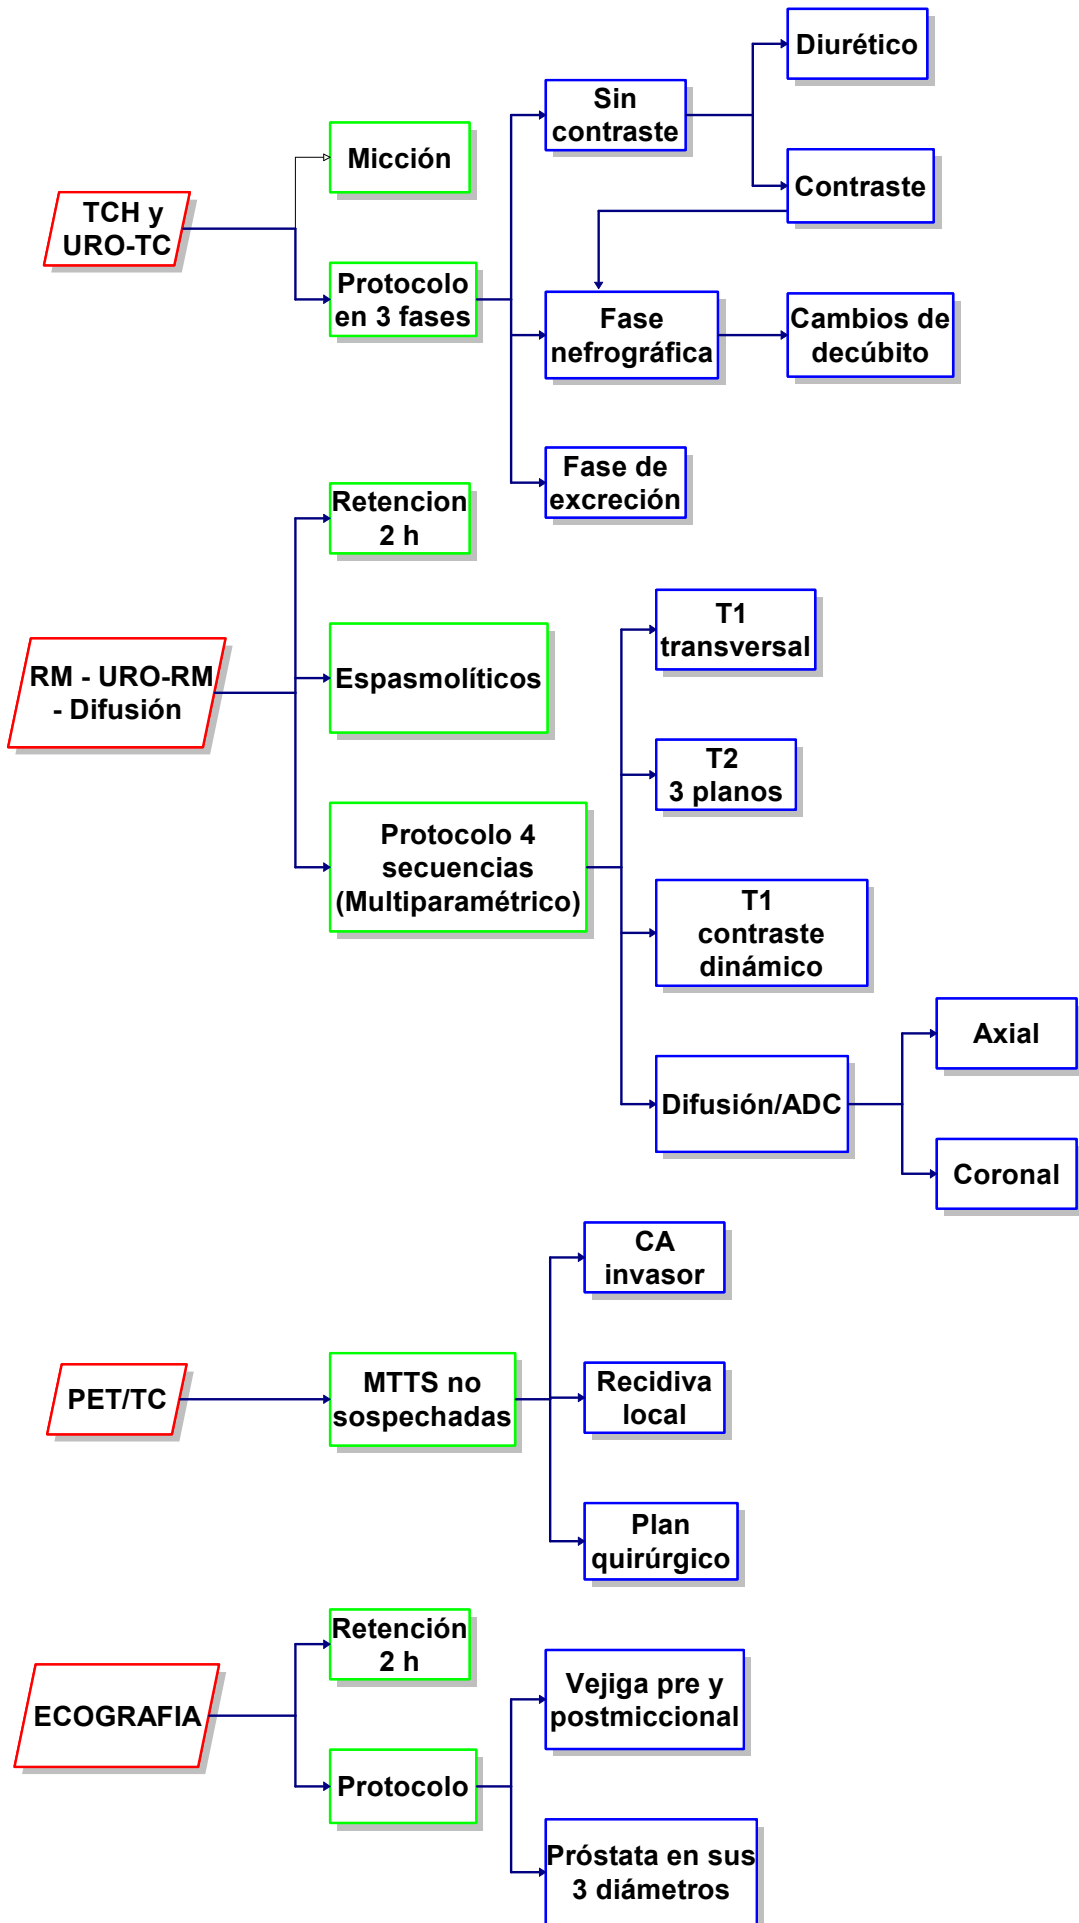 Diurético
Sin
contraste
Micción
Contraste
TCH y
URO-TC
Protocolo
en 3 fases
Fase
nefrográfica
Cambios de
decúbito
Fase de
excreción
Retencion
2 h
T1
transversal
Espasmolíticos
RM - URO-RM
- Difusión
T2
3 planos
Protocolo 4
secuencias
(Multiparamétrico)
T1
contraste
dinámico
Axial
Difusión/ADC
Coronal
CA
invasor
PET/TC
MTTS no
sospechadas
Recidiva
local
Plan
quirúrgico
Retención
2 h
Vejiga pre y
postmiccional
ECOGRAFIA
Protocolo
Próstata en sus
3 diámetros